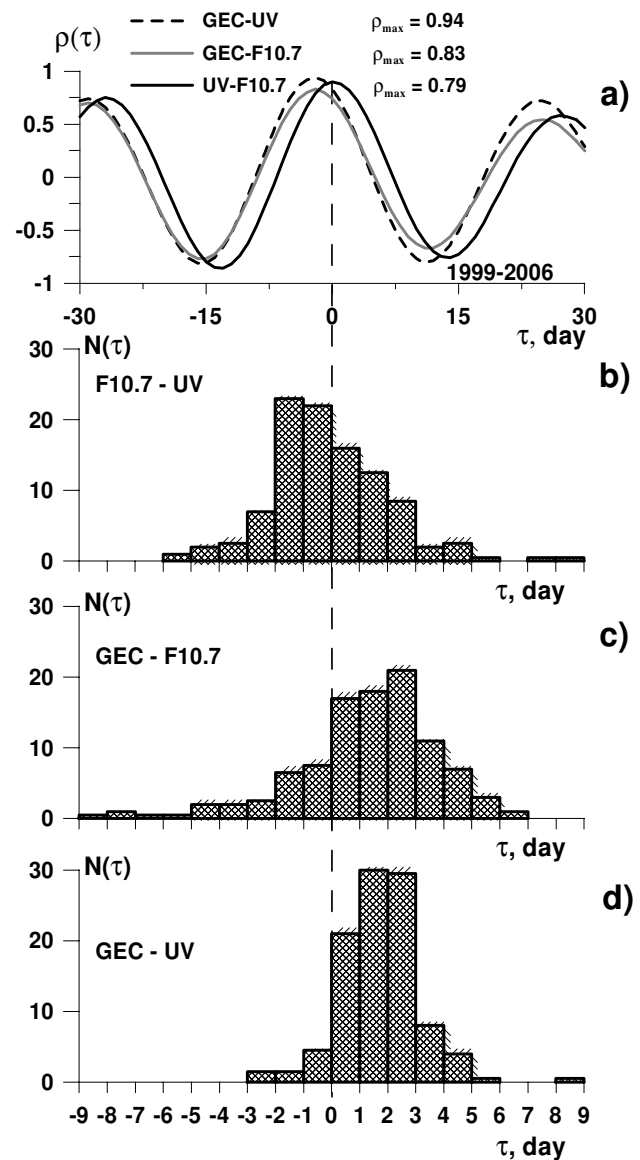 ρ(τ)
GEC-UV ρmax = 0.94
GEC-F10.7 ρmax = 0.83
UV-F10.7 ρmax = 0.79
a)
1
0.5
0
-0.5
-1
1999-2006
-30 -15 0 15 30
τ, day
b)
N(τ)
F10.7 - UV
30
20
10
0
τ, day
c)
N(τ)
GEC - F10.7
30
20
10
0
τ, day
d)
N(τ)
GEC - UV
30
20
10
0
-9 -8 -7 -6 -5 -4 -3 -2 -1 0 1 2 3 4 5 6 7 8 9
τ, day